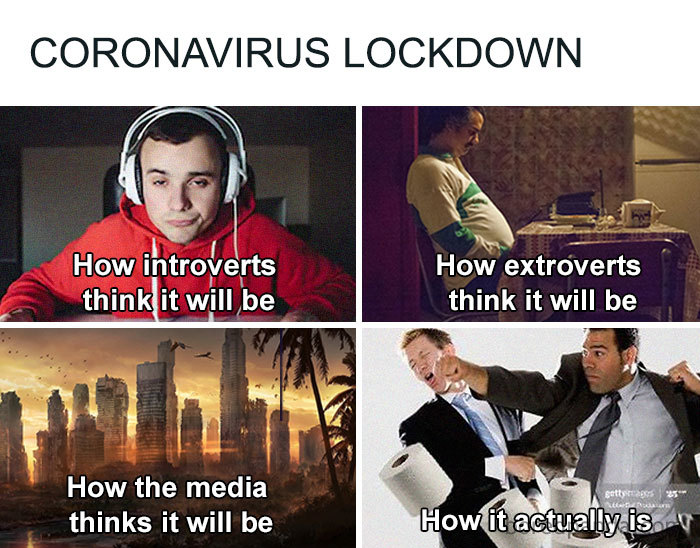 CORONAVIRUS LOCKDOWN
How introverts
think it will be
How extroverts
think it will be
How the media
thinks it will be
gettyimages
How it actually is